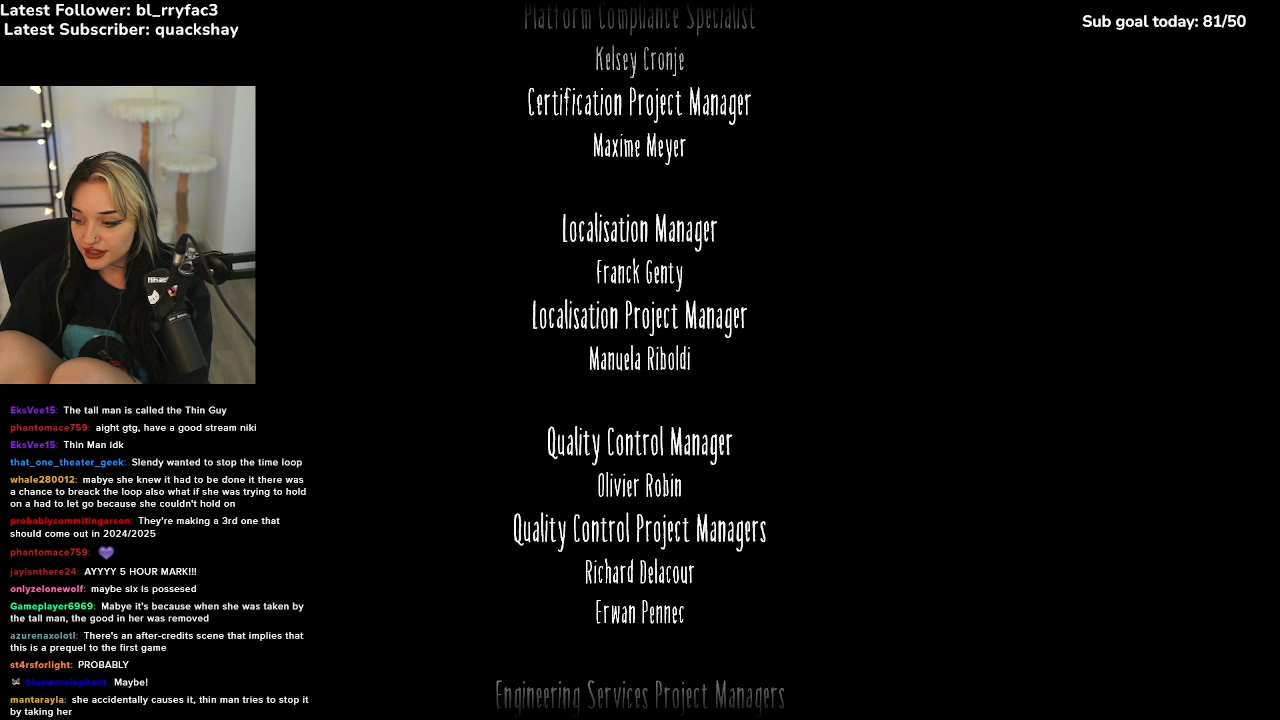 Latest Follower: bl_rryfac3
Latest Subscriber: quackshay
Sub goal today: 81/50
Platform Compliance Specialist
Kelsey Cronje
Certification Project Manager
Maxime Meyer
Localisation Manager
Franck Genty
Localisation Project Manager
Manuela Riboldi
Quality Control Manager
Olivier Robin
Quality Control Project Managers
Richard Delacour
Erwan Pennec
Engineering Services Project Managers
EksVee15: The tall man is called the Thin Guy
phantomace759: aight gtg, have a good stream niki
EksVee15: Thin Man idk
that_one_theater_geek: Slendy wanted to stop the time loop
whale280012: mabye she knew it had to be done it there was
a chance to breack the loop also what if she was trying to hold
on a had to let go because she couldn't hold on
probablycommitingarson: They're making a 3rd one that
should come out in 2024/2025
phantomace759:
jayisnthere24: AYYYY 5 HOUR MARK!!!
onlyzelonewolf: maybe six is possesed
Gameplayer6969: Mabye it's because when she was taken by
the tall man, the good in her was removed
azurenaxolotl: There's an after-credits scene that implies that
this is a prequel to the first game
st4rsforlight: PROBABLY
Maybe!
mantarayla: she accidentally causes it, thin man tries to stop it
by taking her